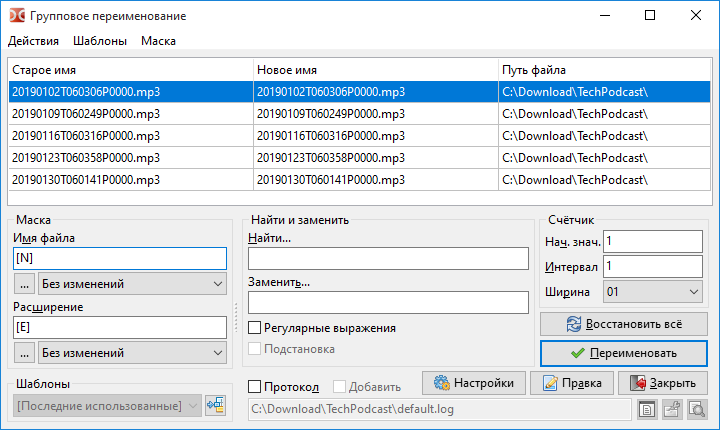 Групповое переименование
Действия Шаблоны Маска
Старое имя Новое имя Путь файла
20190102T060306P0000.mp3 20190102T060306P0000.mp3 C:\Download\TechPodcast\
20190109T060249P0000.mp3 20190109T060249P0000.mp3 C:\Download\TechPodcast\
20190116T060316P0000.mp3 20190116T060316P0000.mp3 C:\Download\TechPodcast\
20190123T060358P0000.mp3 20190123T060358P0000.mp3 C:\Download\TechPodcast\
20190130T060141P0000.mp3 20190130T060141P0000.mp3 C:\Download\TechPodcast\
Маска
Имя файла
[N]
... Без изменений
Расширение
[E]
... Без изменений
Шаблоны
[Последние использованные]
Найти и заменить
Найти...
Заменить...
Регулярные выражения
Подстановка
Счётчик
Нач. знач. 1
Интервал 1
Ширина 01
Восстановить всё
Переименовать
Протокол Добавить Настройки Правка Закрыть
C:\Download\TechPodcast\default.log